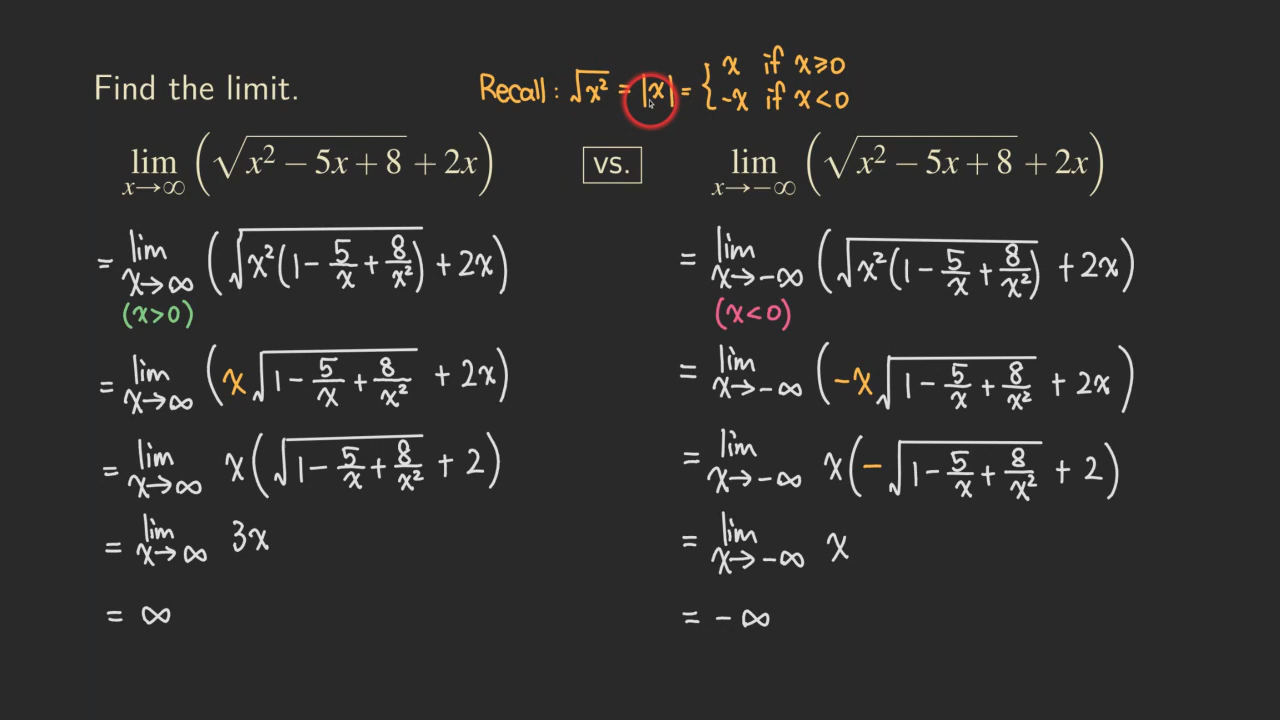 Find the limit.
Recall : √x² = |x| = { x if x ≥ 0
-x if x < 0
lim x→∞ (√(x² − 5x + 8) + 2x)
vs.
lim x→−∞ (√(x² − 5x + 8) + 2x)
= lim x→∞ (√(x²(1 − 5/x + 8/x²)) + 2x)
(x>0)
= lim x→∞ (x√(1 − 5/x + 8/x²) + 2x)
= lim x→∞ x(√(1 − 5/x + 8/x²) + 2)
= lim x→∞ 3x
= ∞
= lim x→−∞ (√(x²(1 − 5/x + 8/x²)) + 2x)
(x<0)
= lim x→−∞ (−x√(1 − 5/x + 8/x²) + 2x)
= lim x→−∞ x(−√(1 − 5/x + 8/x²) + 2)
= lim x→−∞ x
= −∞